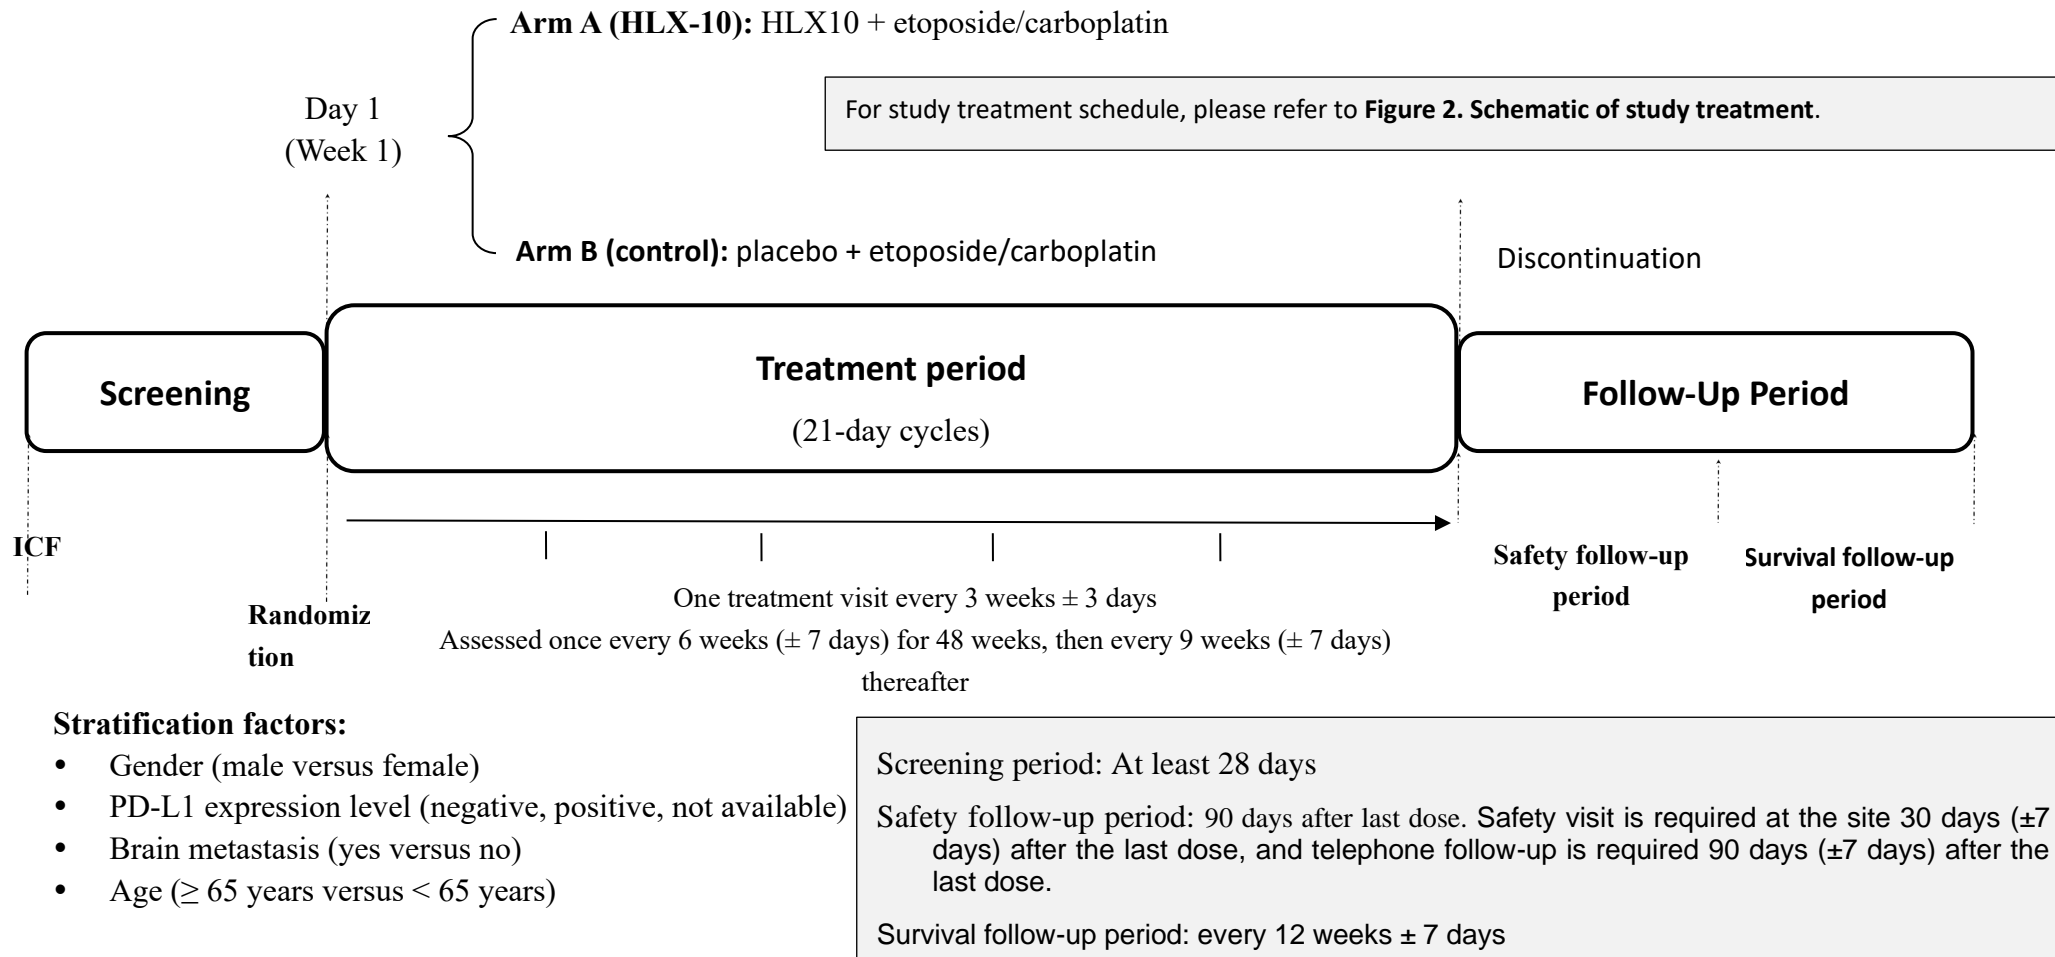 Arm A (HLX-10): HLX10 + etoposide/carboplatin
Day 1
(Week 1)
For study treatment schedule, please refer to Figure 2. Schematic of study treatment.
Arm B (control): placebo + etoposide/carboplatin
Discontinuation
Screening
Treatment period
(21-day cycles)
Follow-Up Period
ICF
Randomiz
tion
One treatment visit every 3 weeks ± 3 days
Assessed once every 6 weeks (± 7 days) for 48 weeks, then every 9 weeks (± 7 days)
thereafter
Safety follow-up
period
Survival follow-up
period
Stratification factors:
• Gender (male versus female)
• PD-L1 expression level (negative, positive, not available)
• Brain metastasis (yes versus no)
• Age (≥ 65 years versus < 65 years)
Screening period: At least 28 days
Safety follow-up period: 90 days after last dose. Safety visit is required at the site 30 days (±7
days) after the last dose, and telephone follow-up is required 90 days (±7 days) after the
last dose.
Survival follow-up period: every 12 weeks ± 7 days